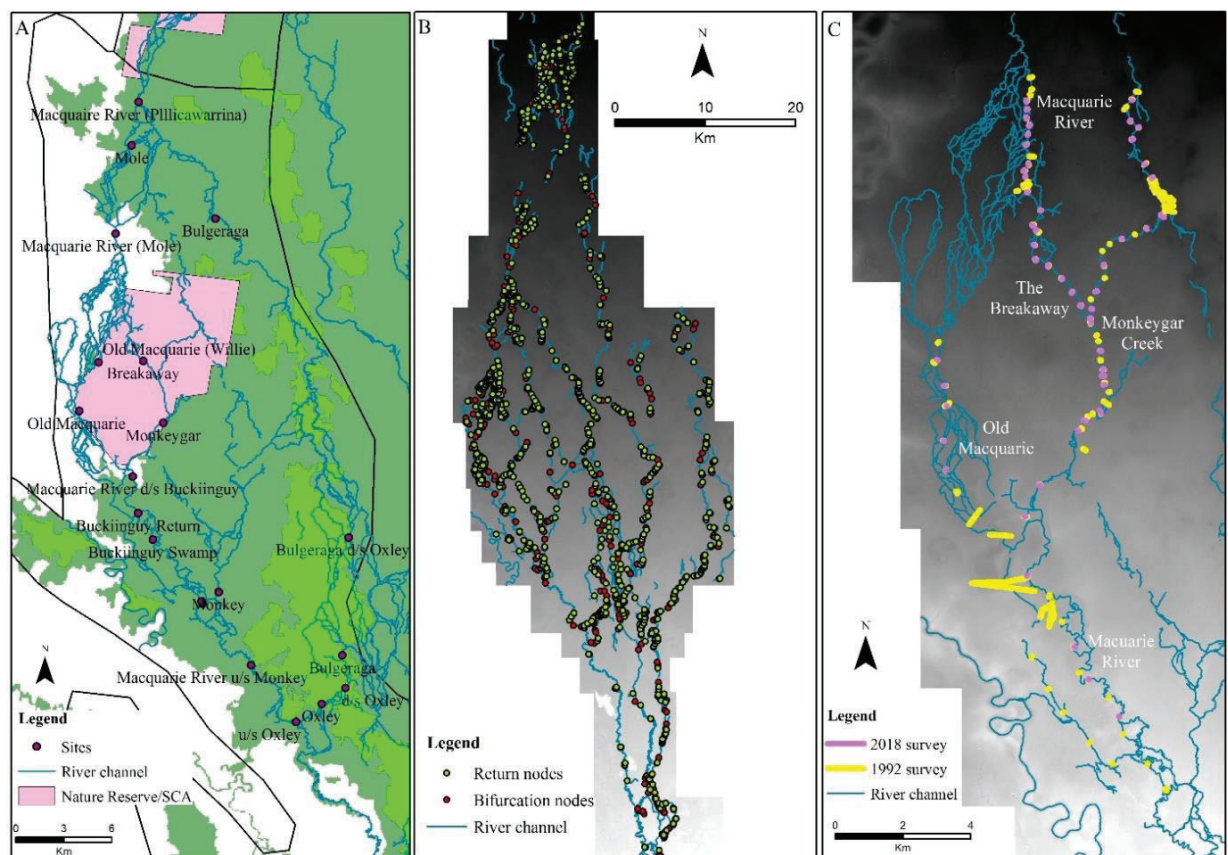 A
Macquaire River (Plllicawarrina)
Mole
Bulgeraga
Macquarie River (Mole)
Old Macquarie (Willie)
Breakaway
Old Macquarie
Monkeygar
Macquarie River d/s Buckiinguy
Buckiinguy Return
Buckiinguy Swamp
Bulgeraga d/s Oxley
Monkey
Macquarie River u/s Monkey
Bulgeraga
d/s Oxley
Oxley
u/s Oxley
N
Legend
Sites
River channel
Nature Reserve/SCA
0 3 6
Km
B
N
0 10 20
Km
Legend
Return nodes
Bifurcation nodes
River channel
C
Macquarie
River
The
Breakaway
Monkeygar
Creek
Old
Macquarie
Macuarie
River
N
Legend
2018 survey
1992 survey
River channel
0 2 4
Km